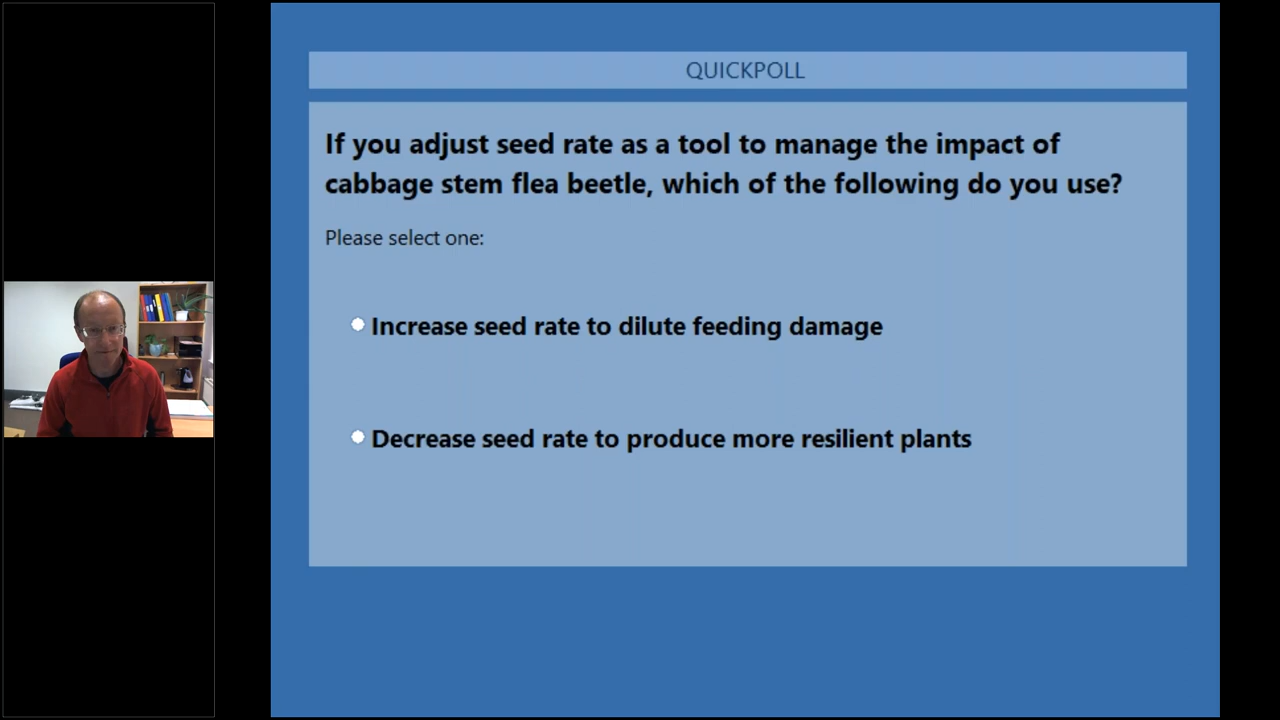 QUICKPOLL
If you adjust seed rate as a tool to manage the impact of
cabbage stem flea beetle, which of the following do you use?
Please select one:
Increase seed rate to dilute feeding damage
Decrease seed rate to produce more resilient plants